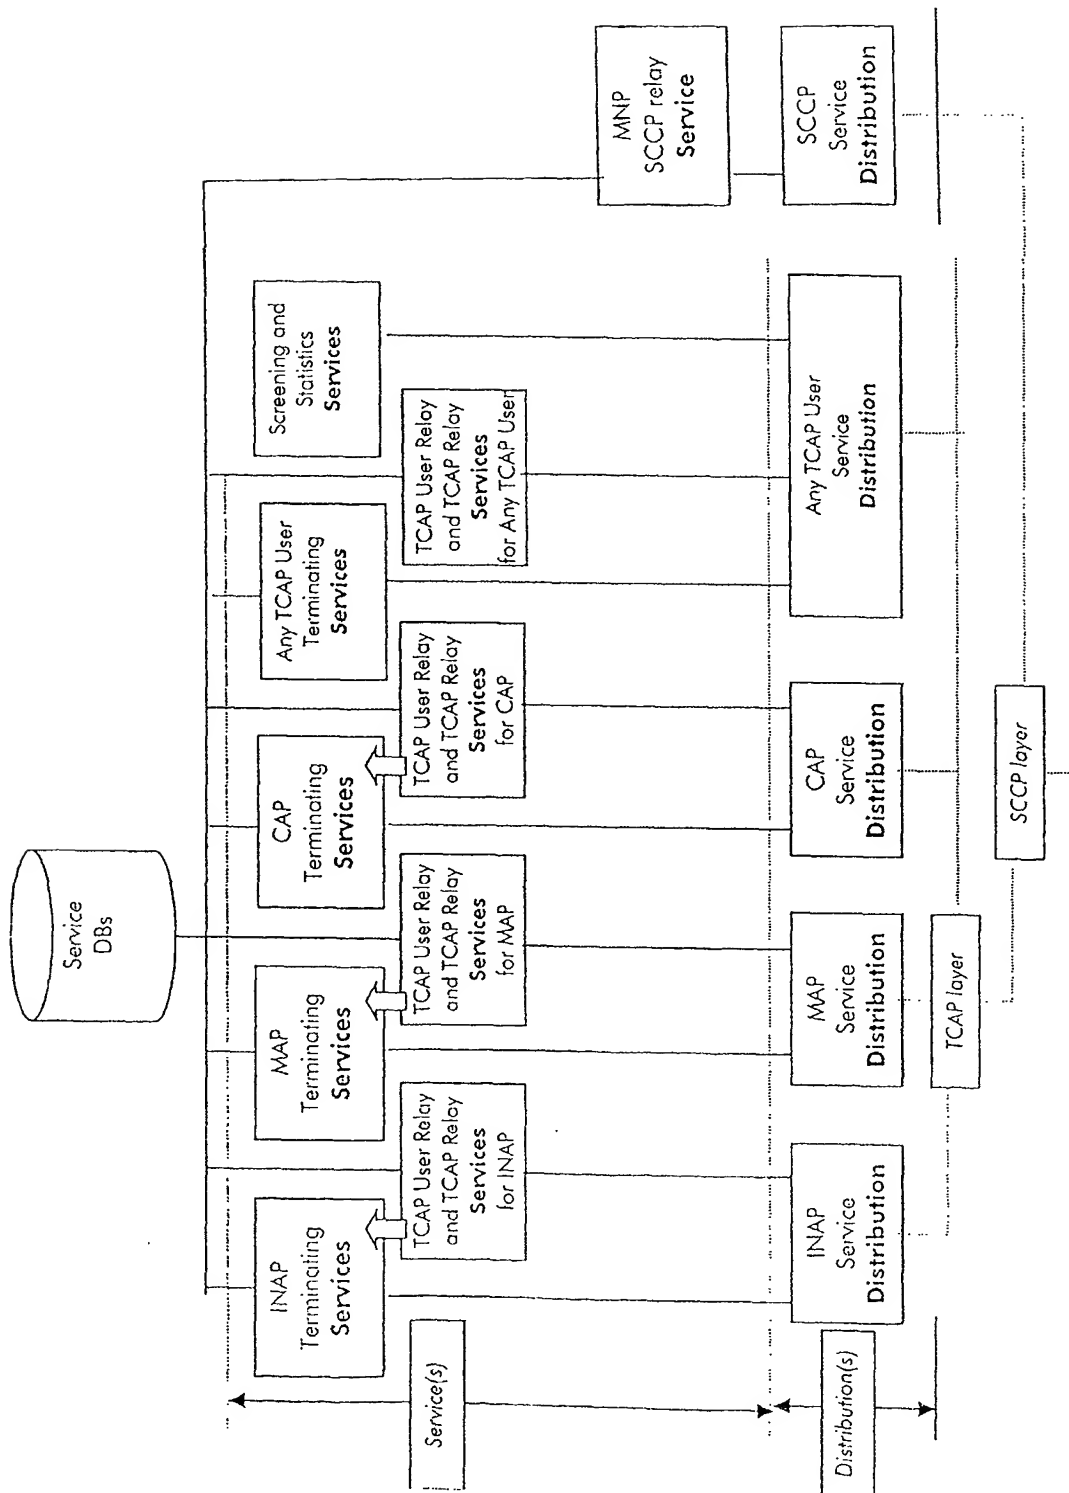 Service
DBs
INAP
Terminating
Services
MAP
Terminating
Services
CAP
Terminating
Services
Any TCAP User
Terminating
Services
Screening and
Statistics
Services
TCAP User Relay
and TCAP Relay
Services
for INAP
TCAP User Relay
and TCAP Relay
Services
for MAP
TCAP User Relay
and TCAP Relay
Services
for CAP
TCAP User Relay
and TCAP Relay
Services
for Any TCAP User
MNP
SCCP relay
Service
Service(s)
INAP
Service
Distribution
MAP
Service
Distribution
CAP
Service
Distribution
Any TCAP User
Service
Distribution
SCCP
Service
Distribution
Distribution(s)
TCAP layer
SCCP layer